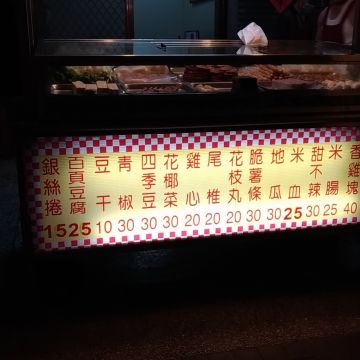 香雞塊 40
米腸 25
甜不辣 30
米血 25
地瓜 30
脆薯條 30
花枝丸 20
尾椎 20
雞心 20
花椰菜 30
四季豆 30
青椒 30
豆干 10
百頁豆腐 25
銀絲捲 15